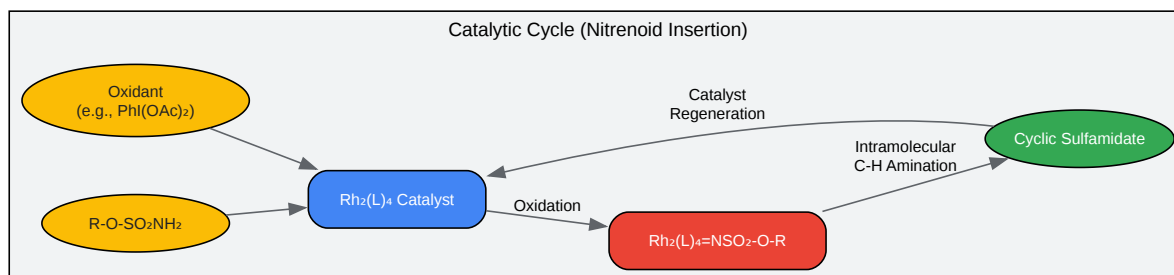 Catalytic Cycle (Nitrenoid Insertion)
Oxidant
(e.g., PhI(OAc)₂)
R-O-SO₂NH₂
Rh₂(L)₄ Catalyst
Oxidation
Rh₂(L)₄=NSO₂-O-R
Catalyst
Regeneration
Intramolecular
C-H Amination
Cyclic Sulfamidate